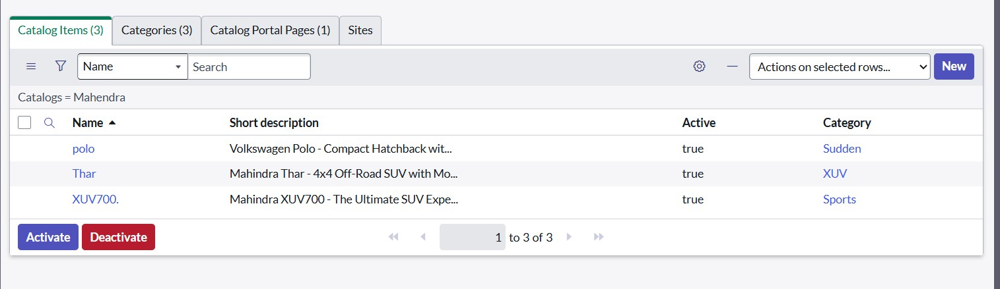 Catalog Items (3) Categories (3) Catalog Portal Pages (1) Sites
Name Search Actions on selected rows... New
Catalogs = Mahendra
Name Short description Active Category
polo Volkswagen Polo - Compact Hatchback wit... true Sudden
Thar Mahindra Thar - 4x4 Off-Road SUV with Mo... true XUV
XUV700. Mahindra XUV700 - The Ultimate SUV Expe... true Sports
Activate Deactivate 1 to 3 of 3